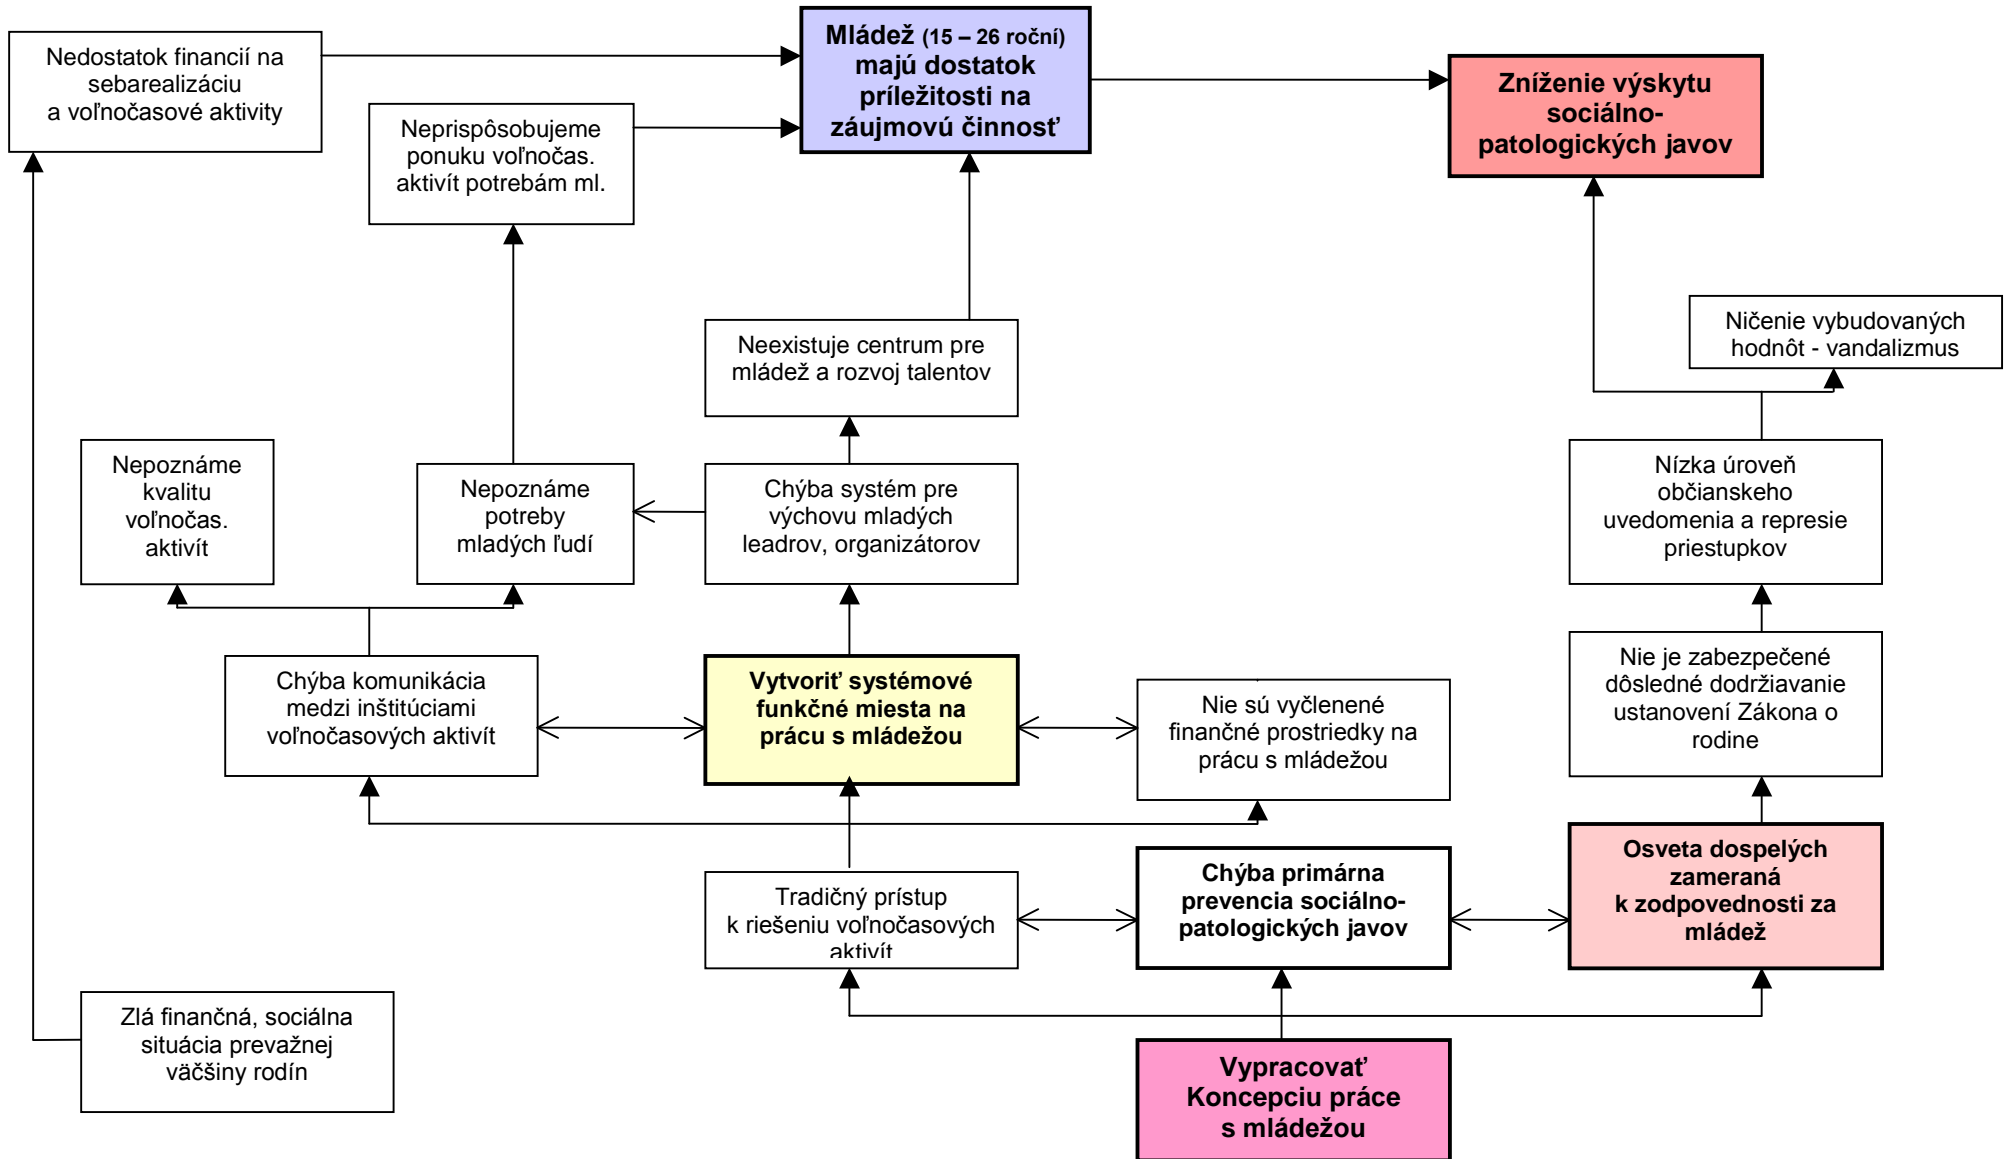 Nedostatok financií na
sebarealizáciu
a voľnočasové aktivity
Mládež (15 – 26 roční)
majú dostatok
príležitosti na
záujmovú činnosť
Zníženie výskytu
sociálno-
patologických javov
Neprispôsobujeme
ponuku voľnočas.
aktivít potrebám ml.
Ničenie vybudovaných
hodnôt - vandalizmus
Neexistuje centrum pre
mládež a rozvoj talentov
Nepoznáme
kvalitu
voľnočas.
aktivít
Nepoznáme
potreby
mladých ľudí
Chýba systém pre
výchovu mladých
leadrov, organizátorov
Nízka úroveň
občianskeho
uvedomenia a represie
priestupkov
Chýba komunikácia
medzi inštitúciami
voľnočasových aktivít
Vytvoriť systémové
funkčné miesta na
prácu s mládežou
Nie sú vyčlenené
finančné prostriedky na
prácu s mládežou
Nie je zabezpečené
dôsledné dodržiavanie
ustanovení Zákona o
rodine
Tradičný prístup
k riešeniu voľnočasových
aktivít
Chýba primárna
prevencia sociálno-
patologických javov
Osveta dospelých
zameraná
k zodpovednosti za
mládež
Zlá finančná, sociálna
situácia prevažnej
väčšiny rodín
Vypracovať
Koncepciu práce
s mládežou